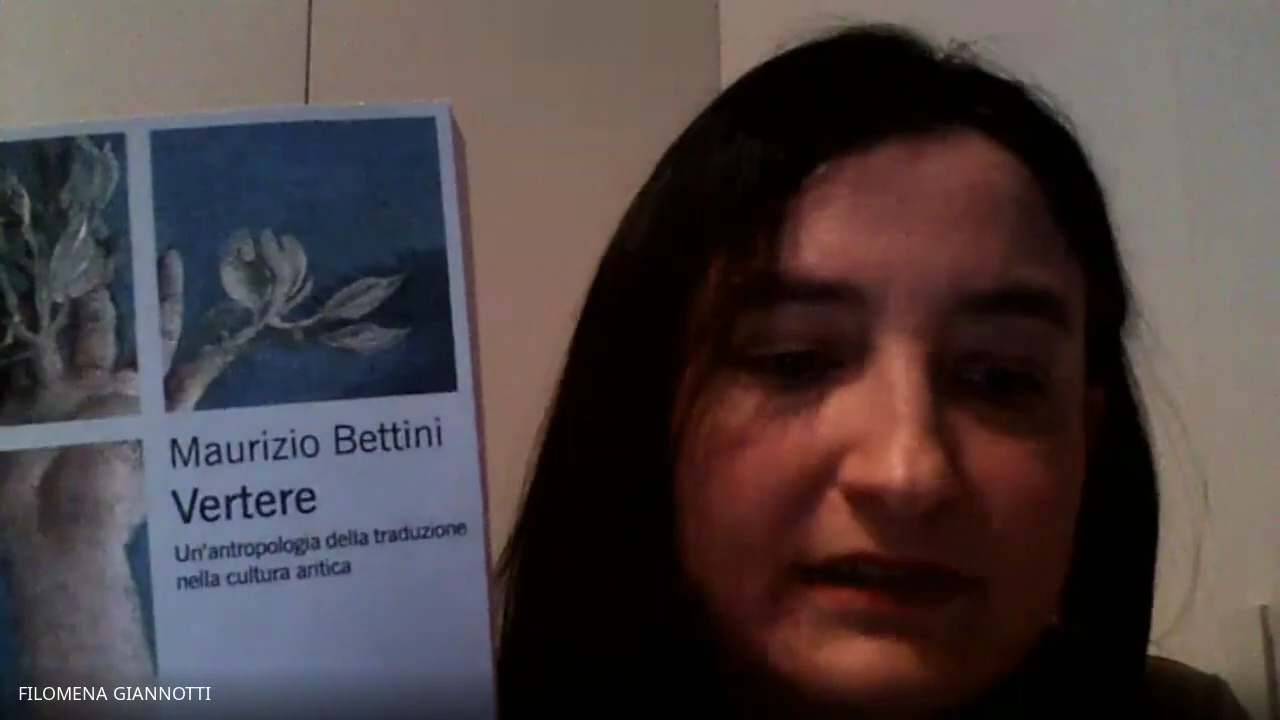 Maurizio Bettini
Vertere
Un'antropologia della traduzione
nella cultura antica
FILOMENA GIANNOTTI